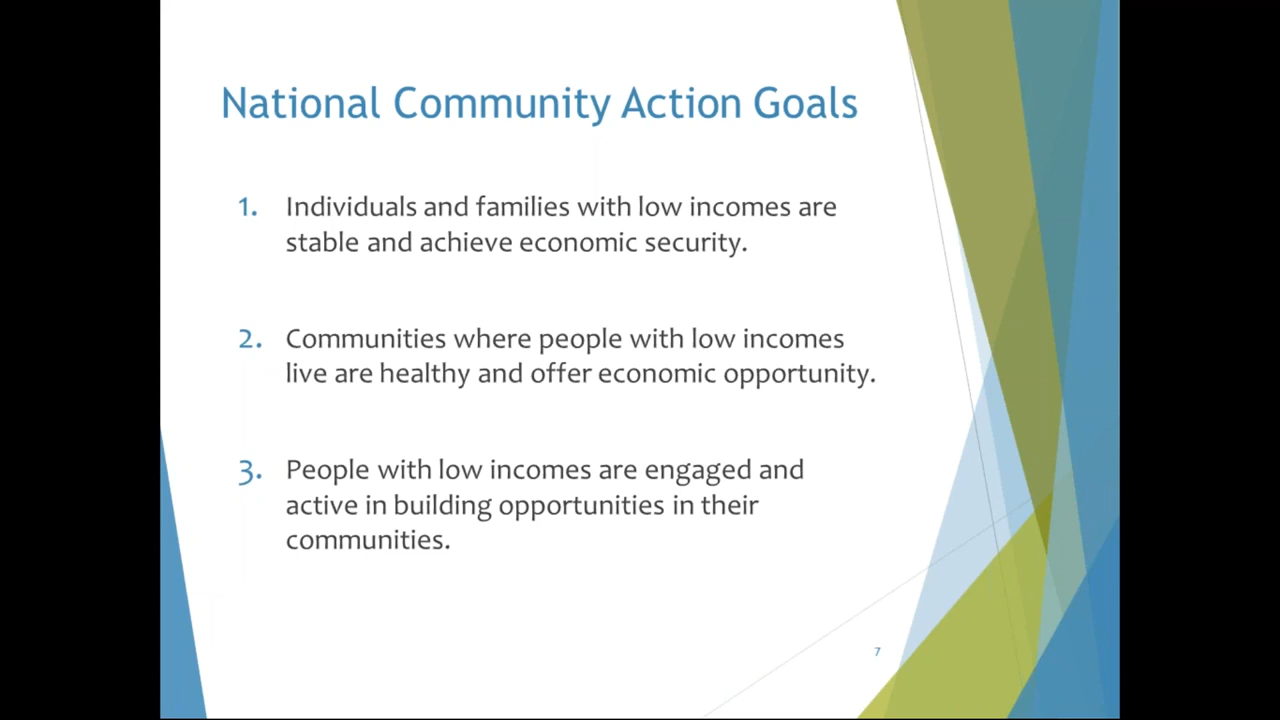 National Community Action Goals
1. Individuals and families with low incomes are
stable and achieve economic security.
2. Communities where people with low incomes
live are healthy and offer economic opportunity.
3. People with low incomes are engaged and
active in building opportunities in their
communities.
7